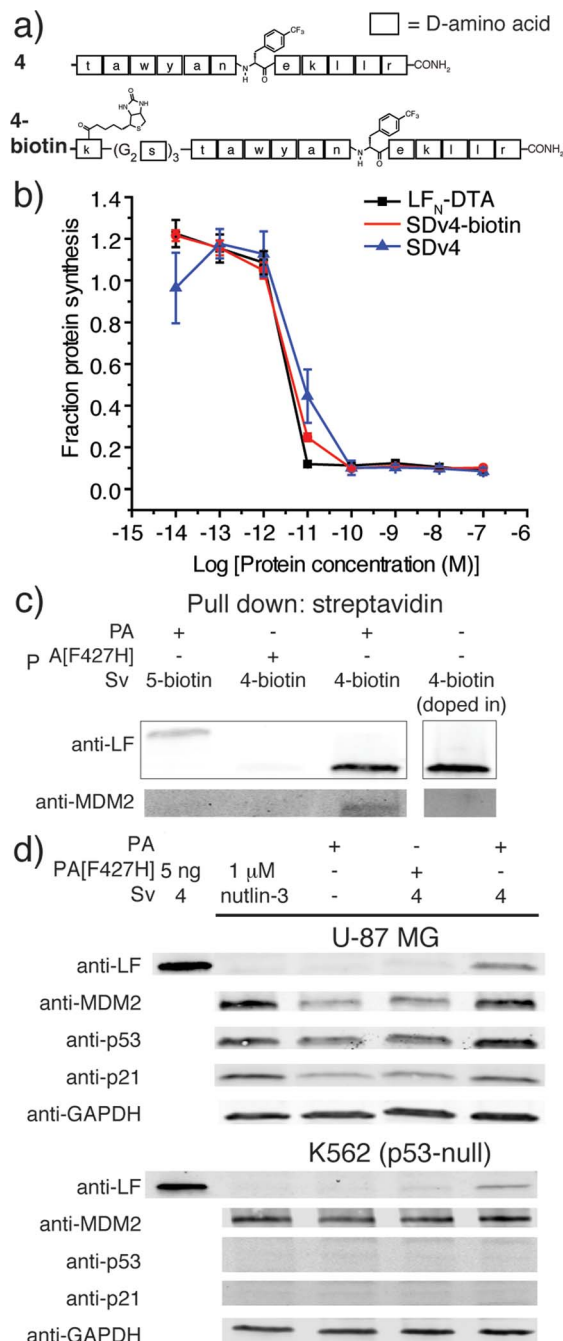 a)
= D-amino acid
CF3
4
t a w y a n N H O e k l l r CONH2
O
HN NH
O S
CF3
4-
biotin
k (G2 s )3 t a w y a n N H O e k l l r CONH2
b)
LFN-DTA
SDv4-biotin
SDv4
Fraction protein synthesis
1.4
1.2
1.0
0.8
0.6
0.4
0.2
0.0
-15 -14 -13 -12 -11 -10 -9 -8 -7 -6
Log [Protein concentration (M)]
c) Pull down: streptavidin
PA + - + -
P A[F427H] - + - -
Sv 5-biotin 4-biotin 4-biotin 4-biotin
(doped in)
anti-LF
anti-MDM2
d)
PA + - +
PA[F427H] 5 ng 1 μM - + -
Sv 4 nutlin-3 - 4 4
U-87 MG
anti-LF
anti-MDM2
anti-p53
anti-p21
anti-GAPDH
K562 (p53-null)
anti-LF
anti-MDM2
anti-p53
anti-p21
anti-GAPDH